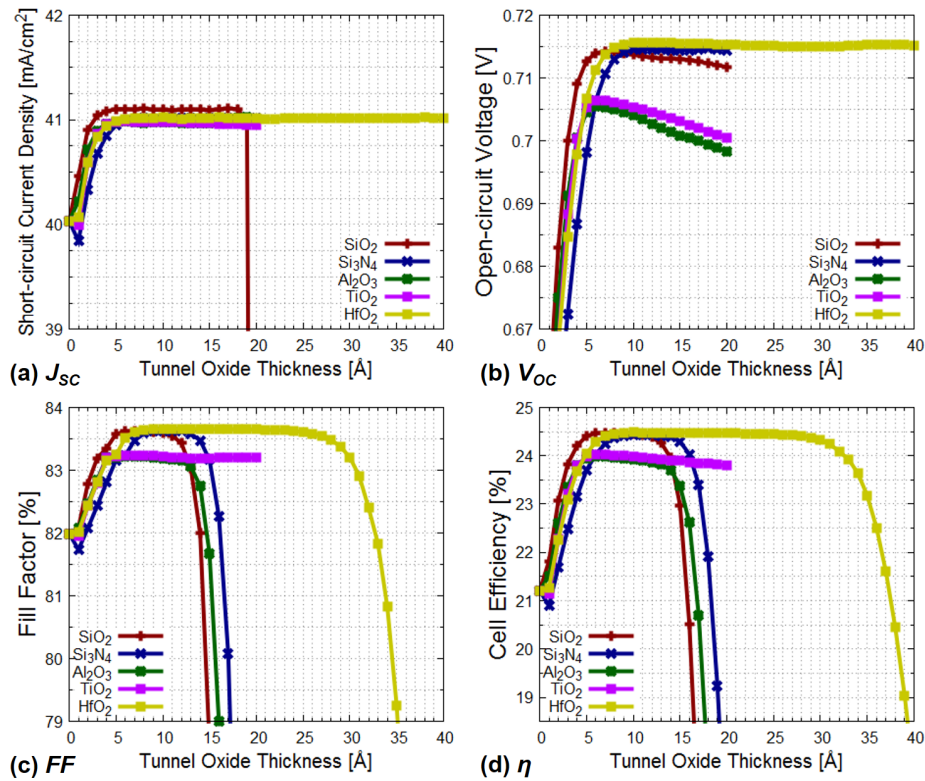 42
41
40
39
Short-circuit Current Density [mA/cm²]
SiO₂
Si₃N₄
Al₂O₃
TiO₂
HfO₂
0 5 10 15 20 25 30 35 40
Tunnel Oxide Thickness [Å]
(a) J_SC
0.72
0.71
0.7
0.69
0.68
0.67
Open-circuit Voltage [V]
SiO₂
Si₃N₄
Al₂O₃
TiO₂
HfO₂
0 5 10 15 20 25 30 35 40
Tunnel Oxide Thickness [Å]
(b) V_OC
84
83
82
81
80
79
Fill Factor [%]
SiO₂
Si₃N₄
Al₂O₃
TiO₂
HfO₂
0 5 10 15 20 25 30 35 40
Tunnel Oxide Thickness [Å]
(c) FF
25
24
23
22
21
20
19
Cell Efficiency [%]
SiO₂
Si₃N₄
Al₂O₃
TiO₂
HfO₂
0 5 10 15 20 25 30 35 40
Tunnel Oxide Thickness [Å]
(d) η